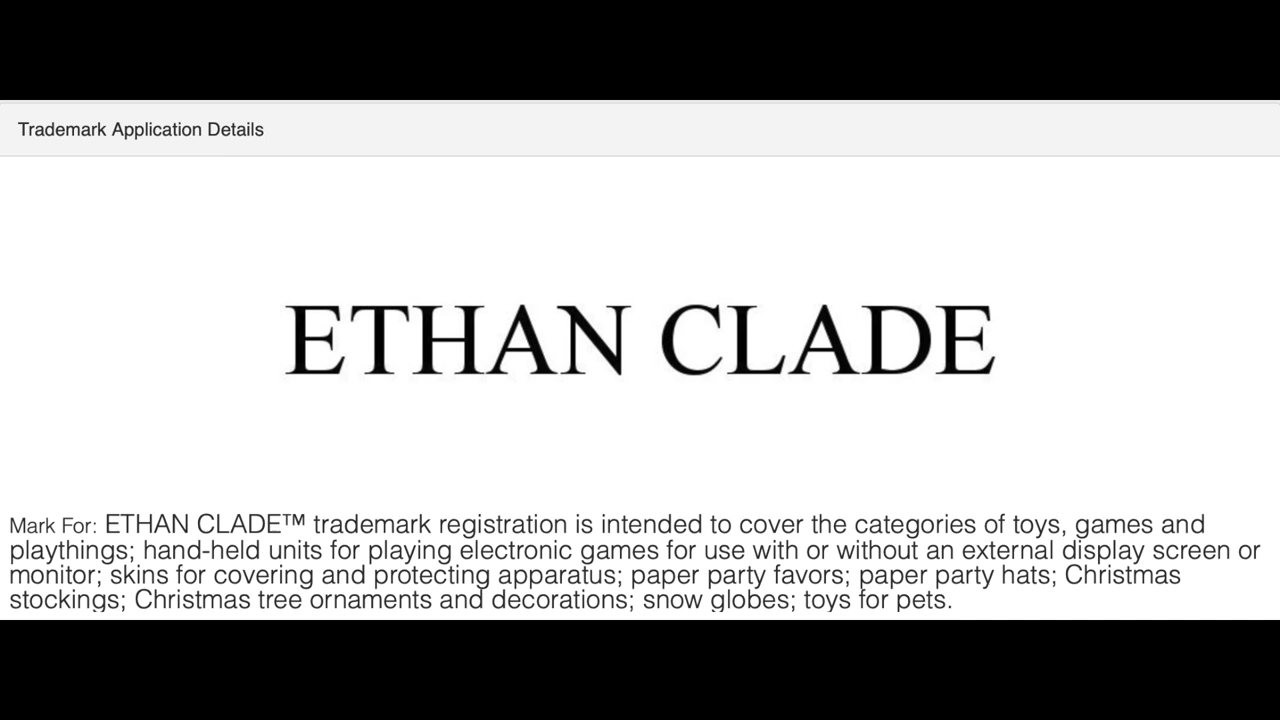 Trademark Application Details
ETHAN CLADE
Mark For: ETHAN CLADE™ trademark registration is intended to cover the categories of toys, games and
playthings; hand-held units for playing electronic games for use with or without an external display screen or
monitor; skins for covering and protecting apparatus; paper party favors; paper party hats; Christmas
stockings; Christmas tree ornaments and decorations; snow globes; toys for pets.